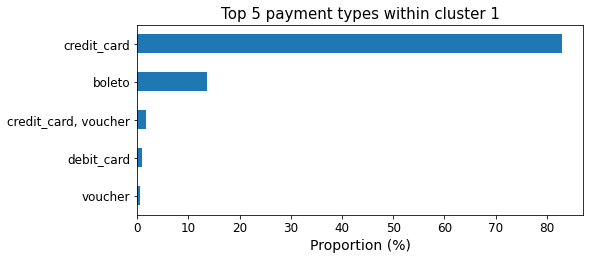 Top 5 payment types within cluster 1
credit_card
boleto
credit_card, voucher
debit_card
voucher
0 10 20 30 40 50 60 70 80
Proportion (%)